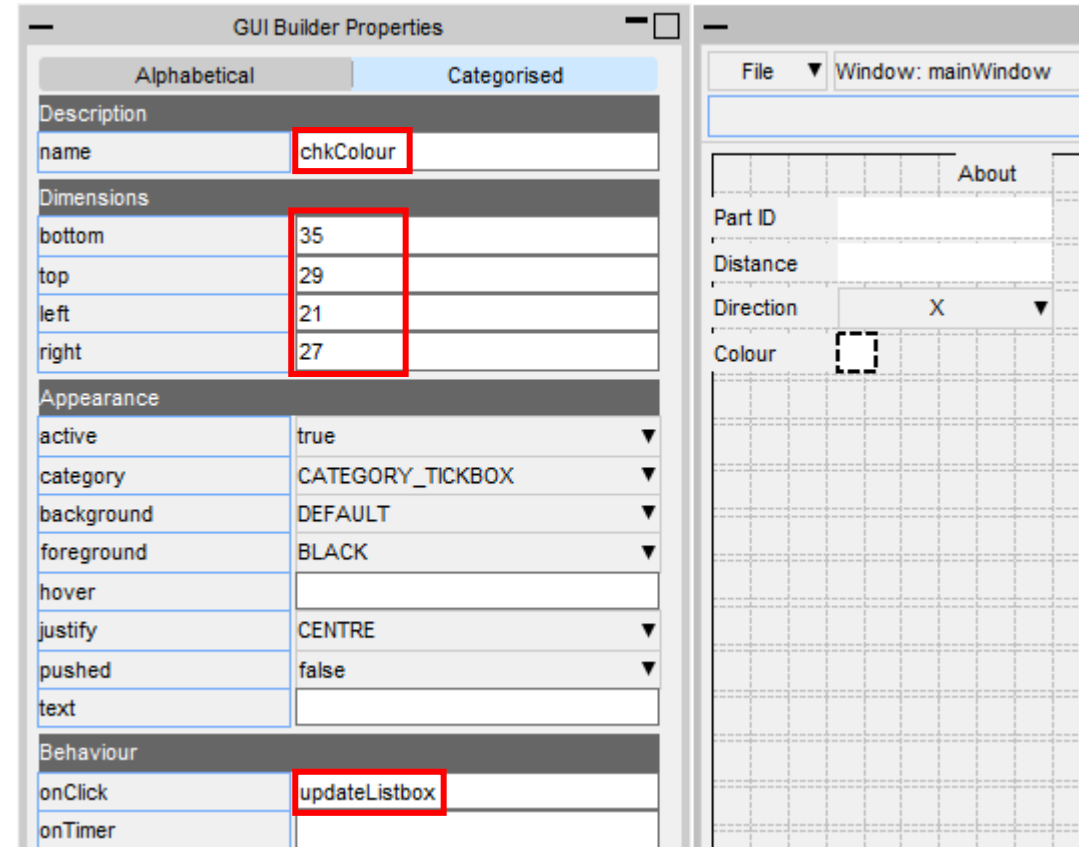 GUI Builder Properties
Alphabetical Categorised
Description
name chkColour
Dimensions
bottom 35
top 29
left 21
right 27
Appearance
active true
category CATEGORY_TICKBOX
background DEFAULT
foreground BLACK
hover
justify CENTRE
pushed false
text
Behaviour
onClick updateListbox
onTimer
File Window: mainWindow
About
Part ID
Distance
Direction X
Colour